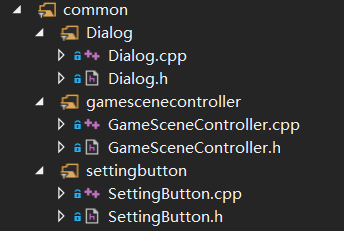 common
Dialog
Dialog.cpp
Dialog.h
gamescenecontroller
GameSceneController.cpp
GameSceneController.h
settingbutton
SettingButton.cpp
SettingButton.h